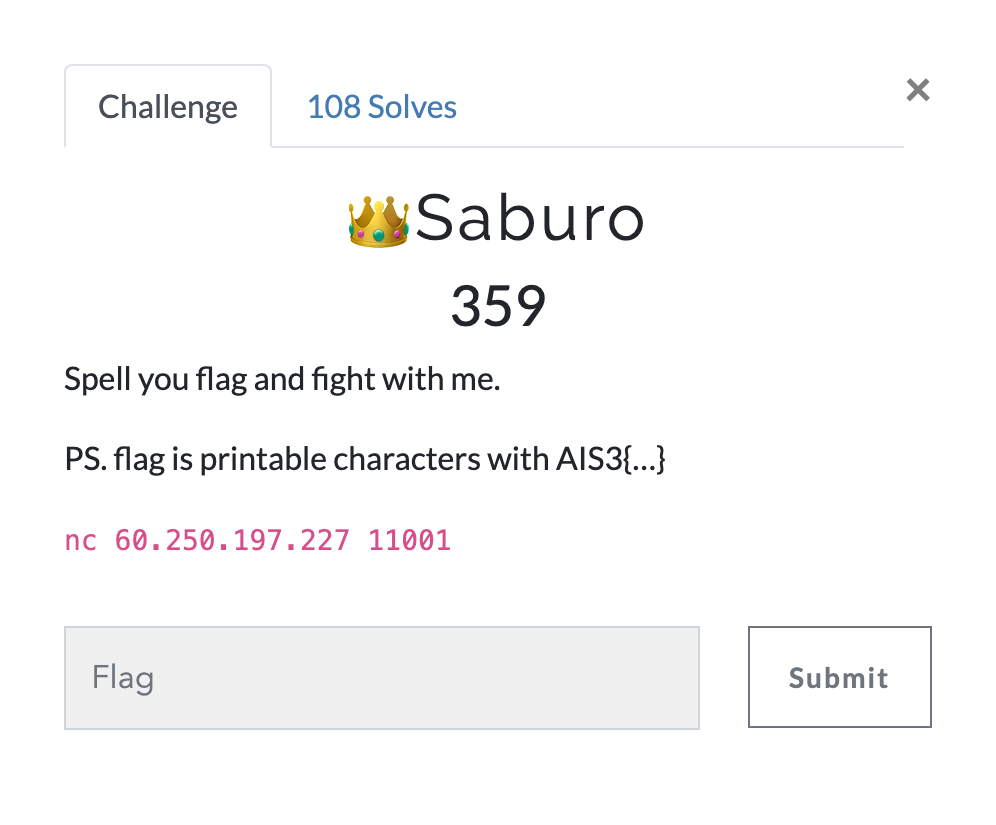 Challenge
108 Solves
×
👑Saburo
359
Spell you flag and fight with me.
PS. flag is printable characters with AIS3{...}
nc 60.250.197.227 11001
Flag
Submit